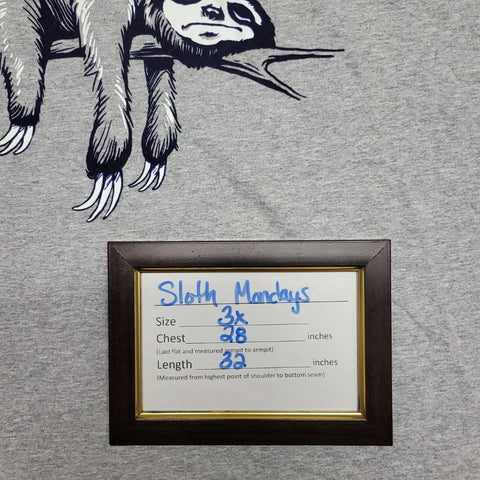 Sloth Mondays
Size 3x
Chest 28 inches
(Laid flat and measured armpit to armpit)
Length 32 inches
(Measured from highest point of shoulder to bottom seam)